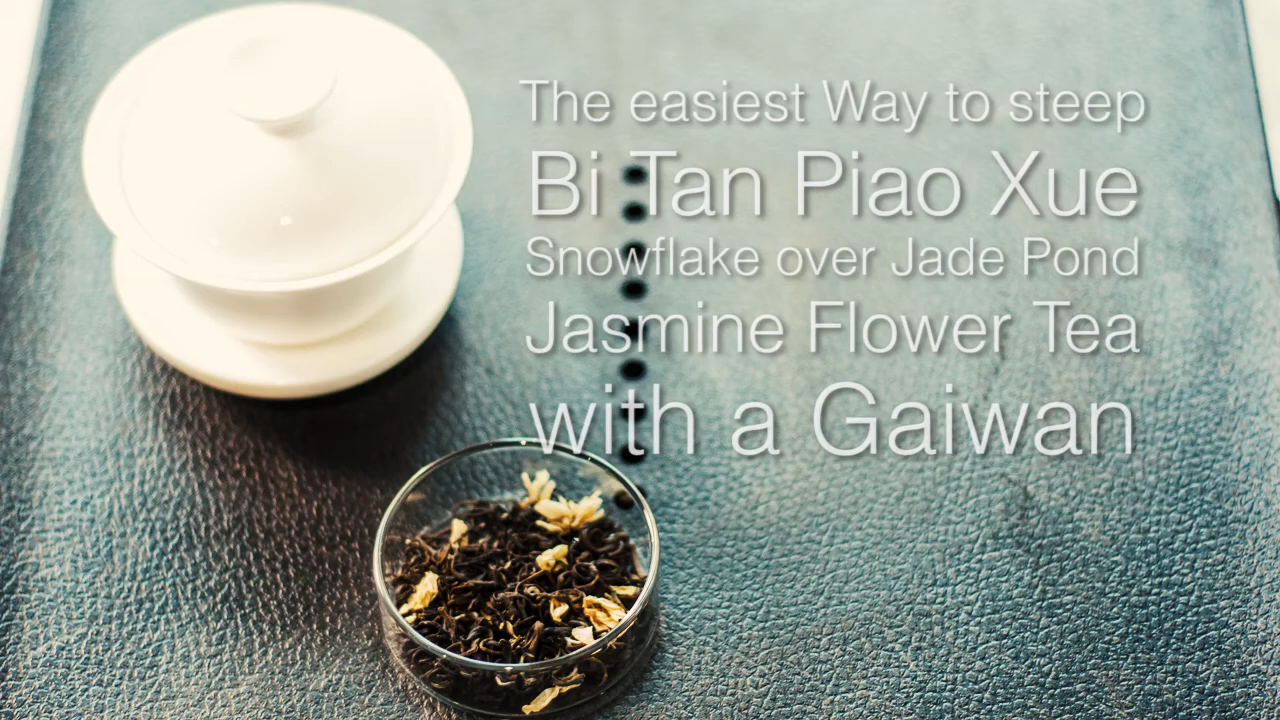 The easiest Way to steep
Bi Tan Piao Xue
Snowflake over Jade Pond
Jasmine Flower Tea
with a Gaiwan